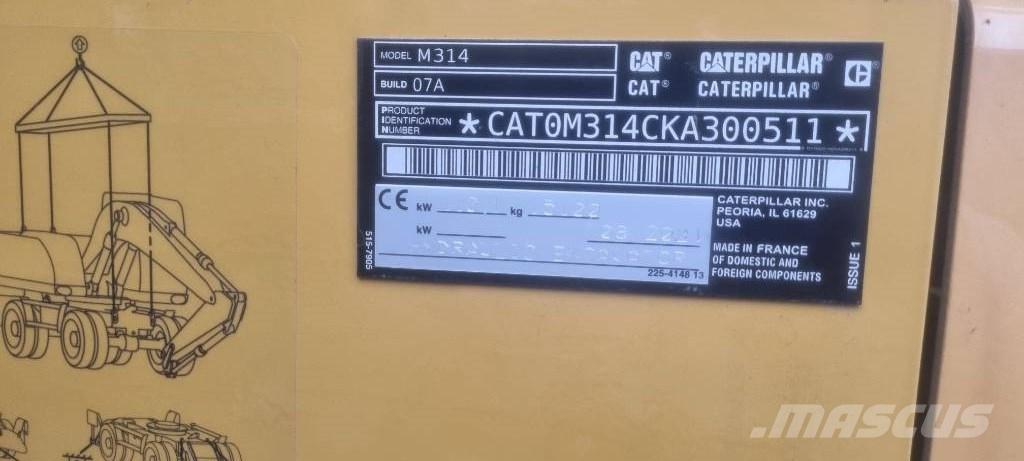 MODEL M314
BUILD 07A
CAT® CATERPILLAR®
CAT® CATERPILLAR®
PRODUCT
IDENTIFICATION
NUMBER
*CAT0M314CKA300511*
CE kW kg
kW
515-7905
225-4148 13
CATERPILLAR INC.
PEORIA, IL 61629
USA
MADE IN FRANCE
OF DOMESTIC AND
FOREIGN COMPONENTS
ISSUE 1
MASCUS